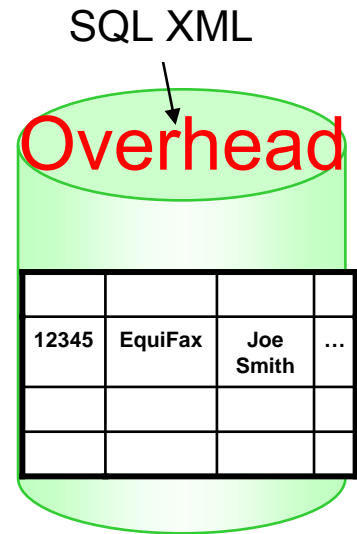 SQL XML
Overhead
12345 EquiFax Joe …
Smith